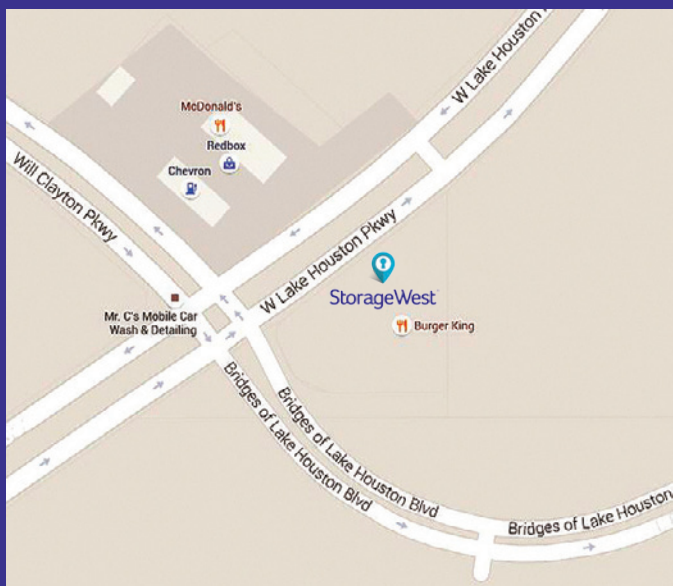 W Lake Houston
McDonald's
Redbox
Chevron
Will Clayton Pkwy
W Lake Houston Pkwy
StorageWest
Mr. C's Mobile Car
Wash & Detailing
Burger King
Bridges of Lake Houston Blvd
Bridges of Lake Houston Blvd
Bridges of Lake Houston